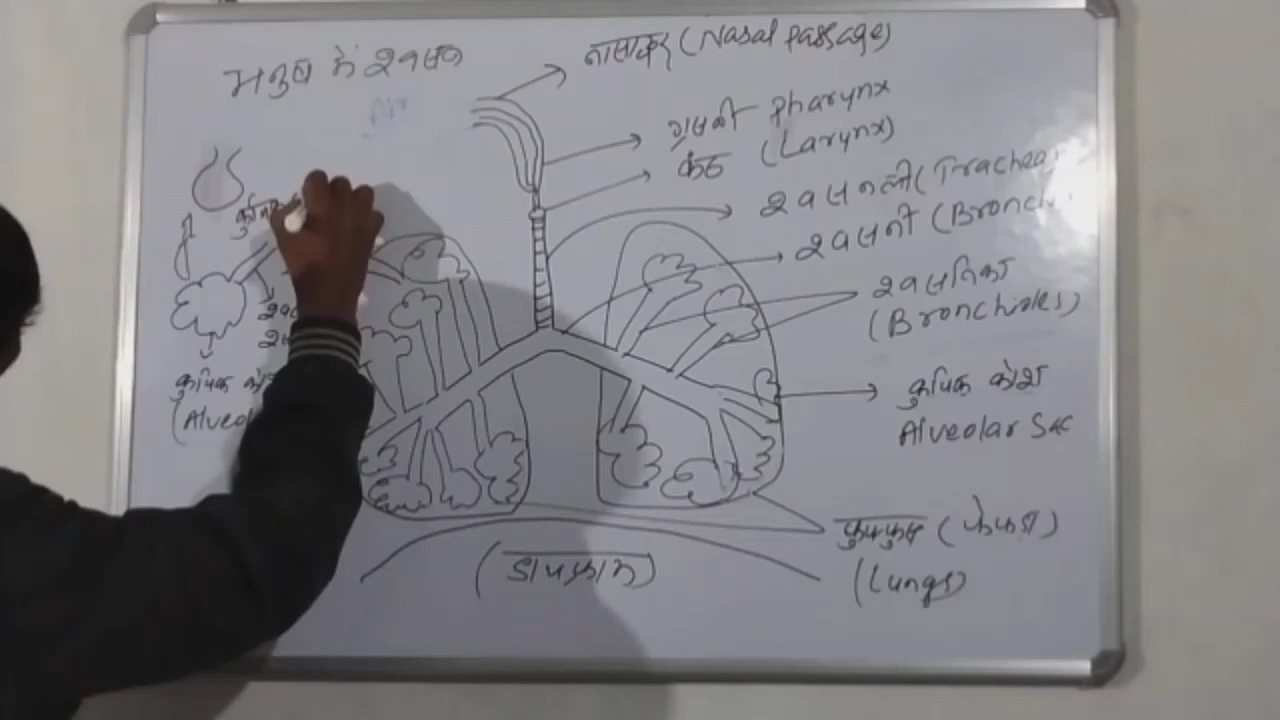 मनुष्य में श्वसन
नासाद्वार (Nasal Passage)
ग्रसनी Pharynx
कंठ (Larynx)
श्वासनली (Trachea
श्वसनी (Bronch
श्वसनिका
(Bronchioles)
कुपिक कोश
Alveolar Sac
फुफ्फुस (फेफड़ा)
(Lungs)
(डायफ्राम)
कुपिक
(Alveol